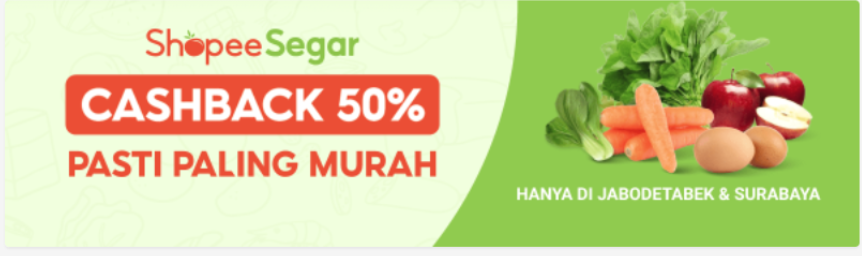 ShopeeSegar
CASHBACK 50%
PASTI PALING MURAH
HANYA DI JABODETABEK & SURABAYA